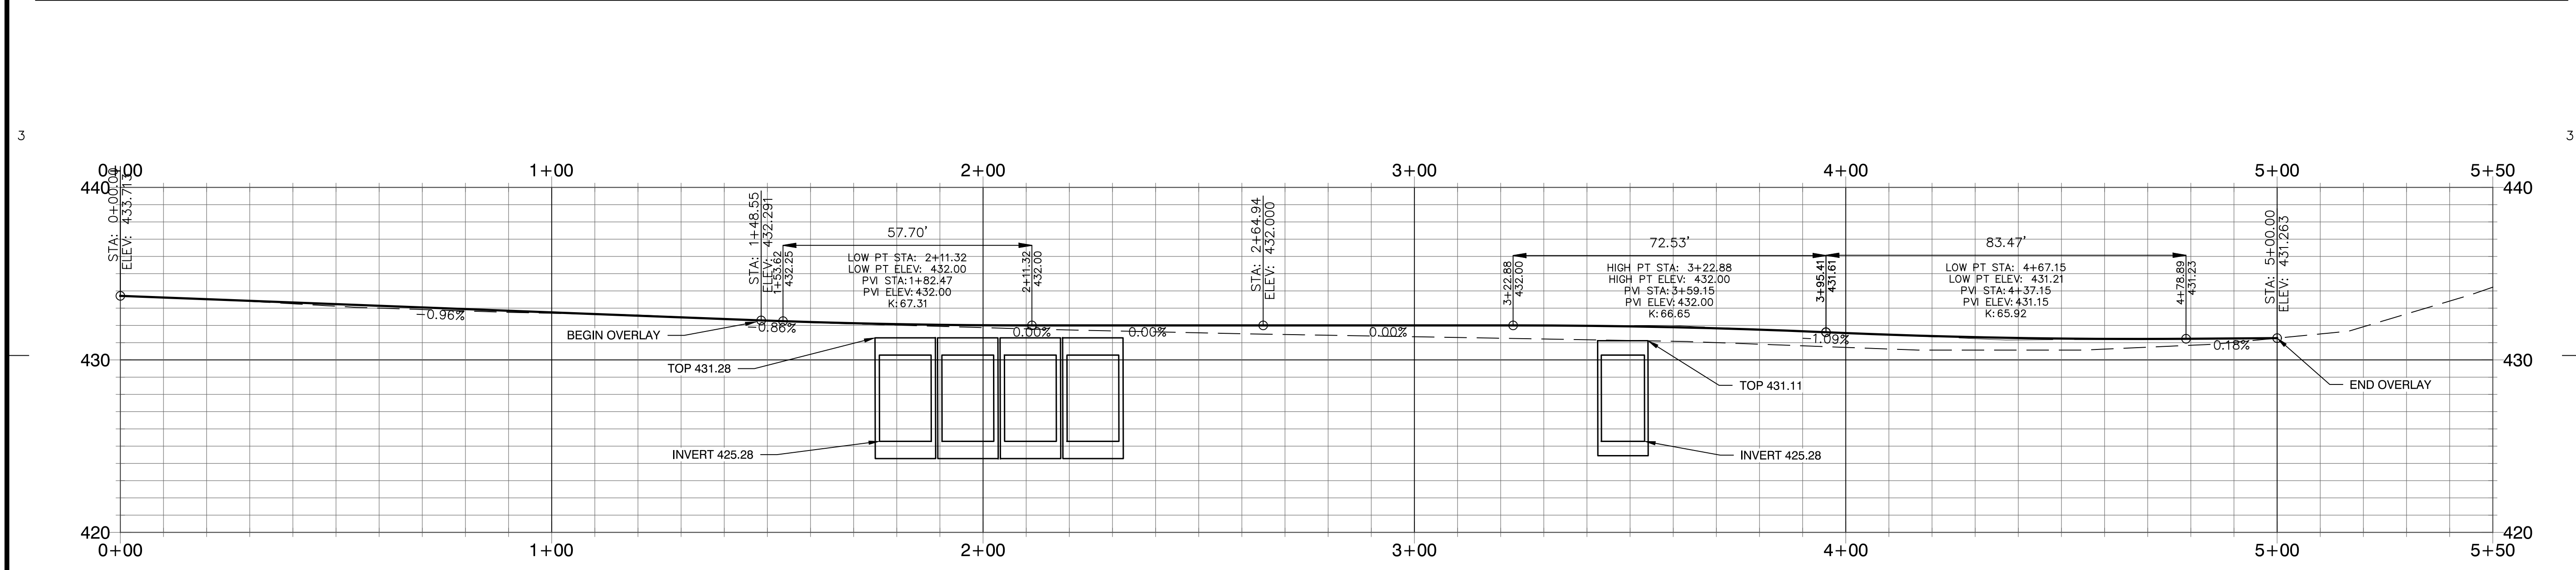 3
3
0+00
1+00
2+00
3+00
4+00
5+00
5+50
440
440
STA: 0+00.00
ELEV: 433.713
STA: 1+48.55
ELEV: 432.291
1+53.62
432.25
57.70'
LOW PT STA: 2+11.32
LOW PT ELEV: 432.00
PVI STA:1+82.47
PVI ELEV:432.00
K:67.31
2+11.32
432.00
STA: 2+64.94
ELEV: 432.000
3+22.88
432.00
72.53'
HIGH PT STA: 3+22.88
HIGH PT ELEV: 432.00
PVI STA:3+59.15
PVI ELEV:432.00
K:66.65
3+95.41
431.61
83.47'
LOW PT STA: 4+67.15
LOW PT ELEV: 431.21
PVI STA:4+37.15
PVI ELEV:431.15
K:65.92
4+78.89
431.23
STA: 5+00.00
ELEV: 431.263
-0.96%
-0.86%
0.00%
0.00%
0.00%
-1.09%
0.18%
BEGIN OVERLAY
430
430
TOP 431.28
TOP 431.11
END OVERLAY
INVERT 425.28
INVERT 425.28
420
420
0+00
1+00
2+00
3+00
4+00
5+00
5+50